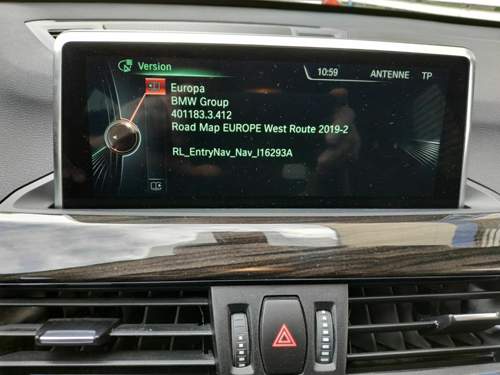 Version
10:59 ANTENNE TP
Europa
BMW Group
401183.3.412
Road Map EUROPE West Route 2019-2
RL_EntryNav_Nav_I16293A